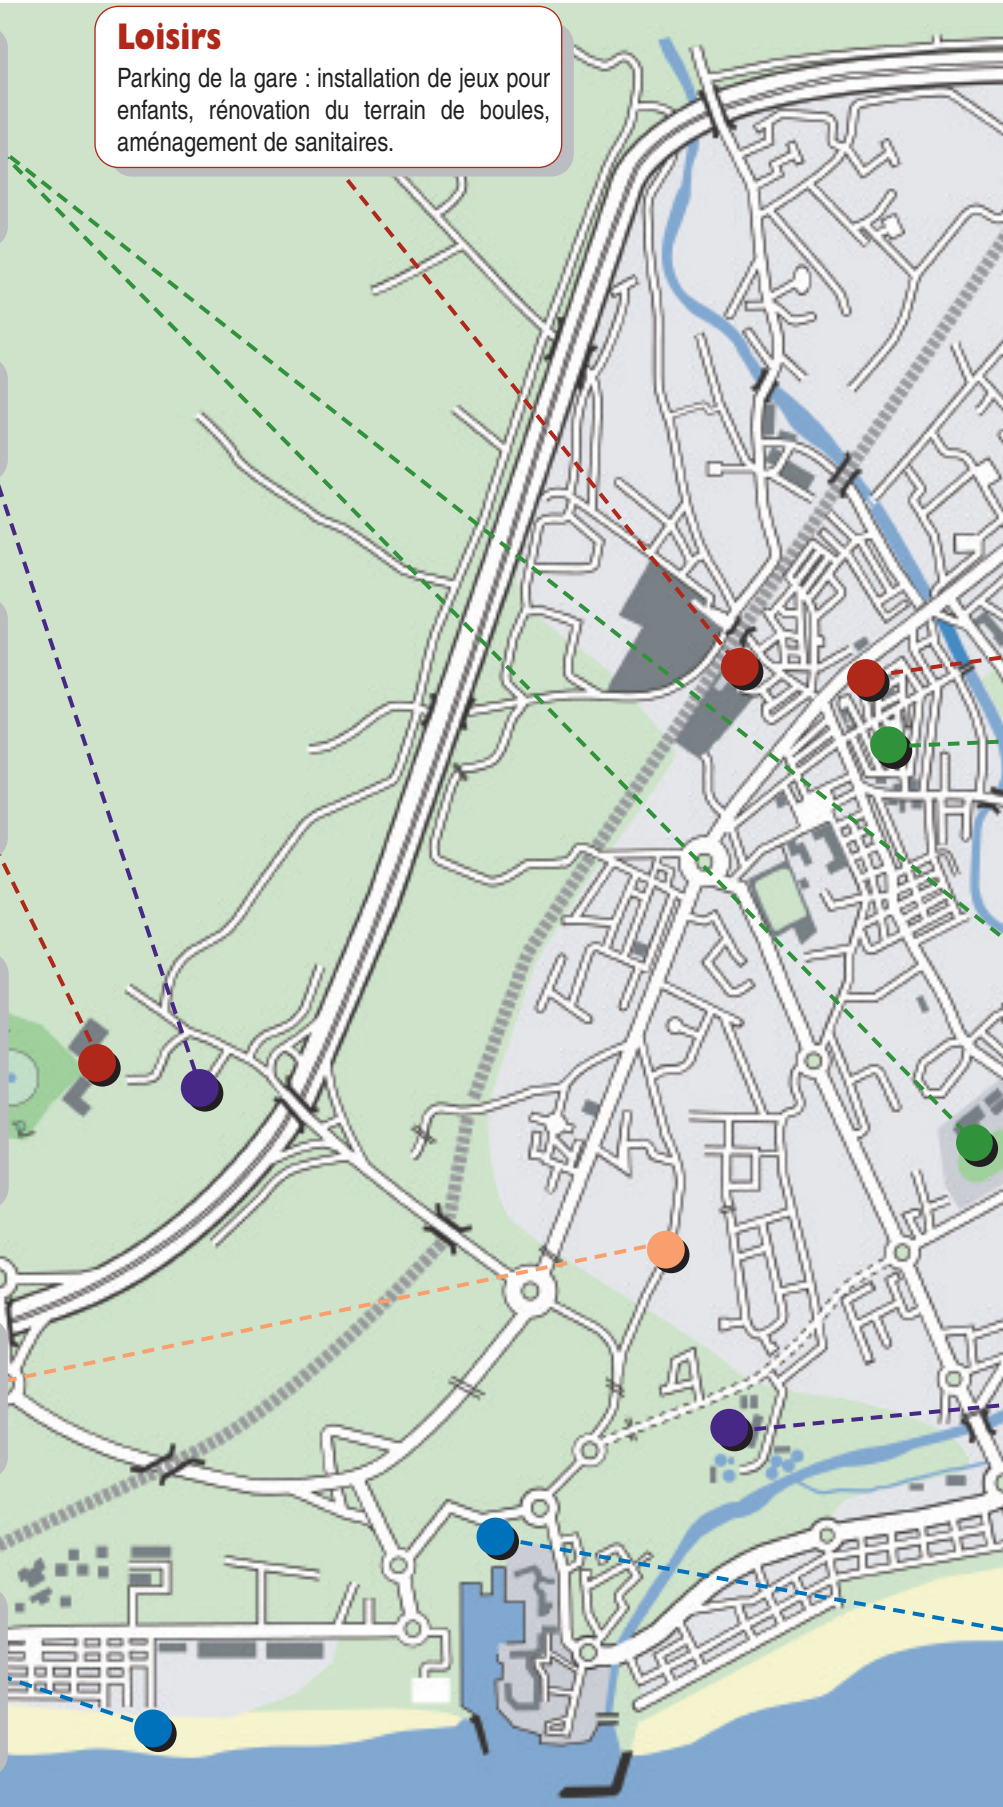 Loisirs
Parking de la gare : installation de jeux pour
enfants, rénovation du terrain de boules,
aménagement de sanitaires.